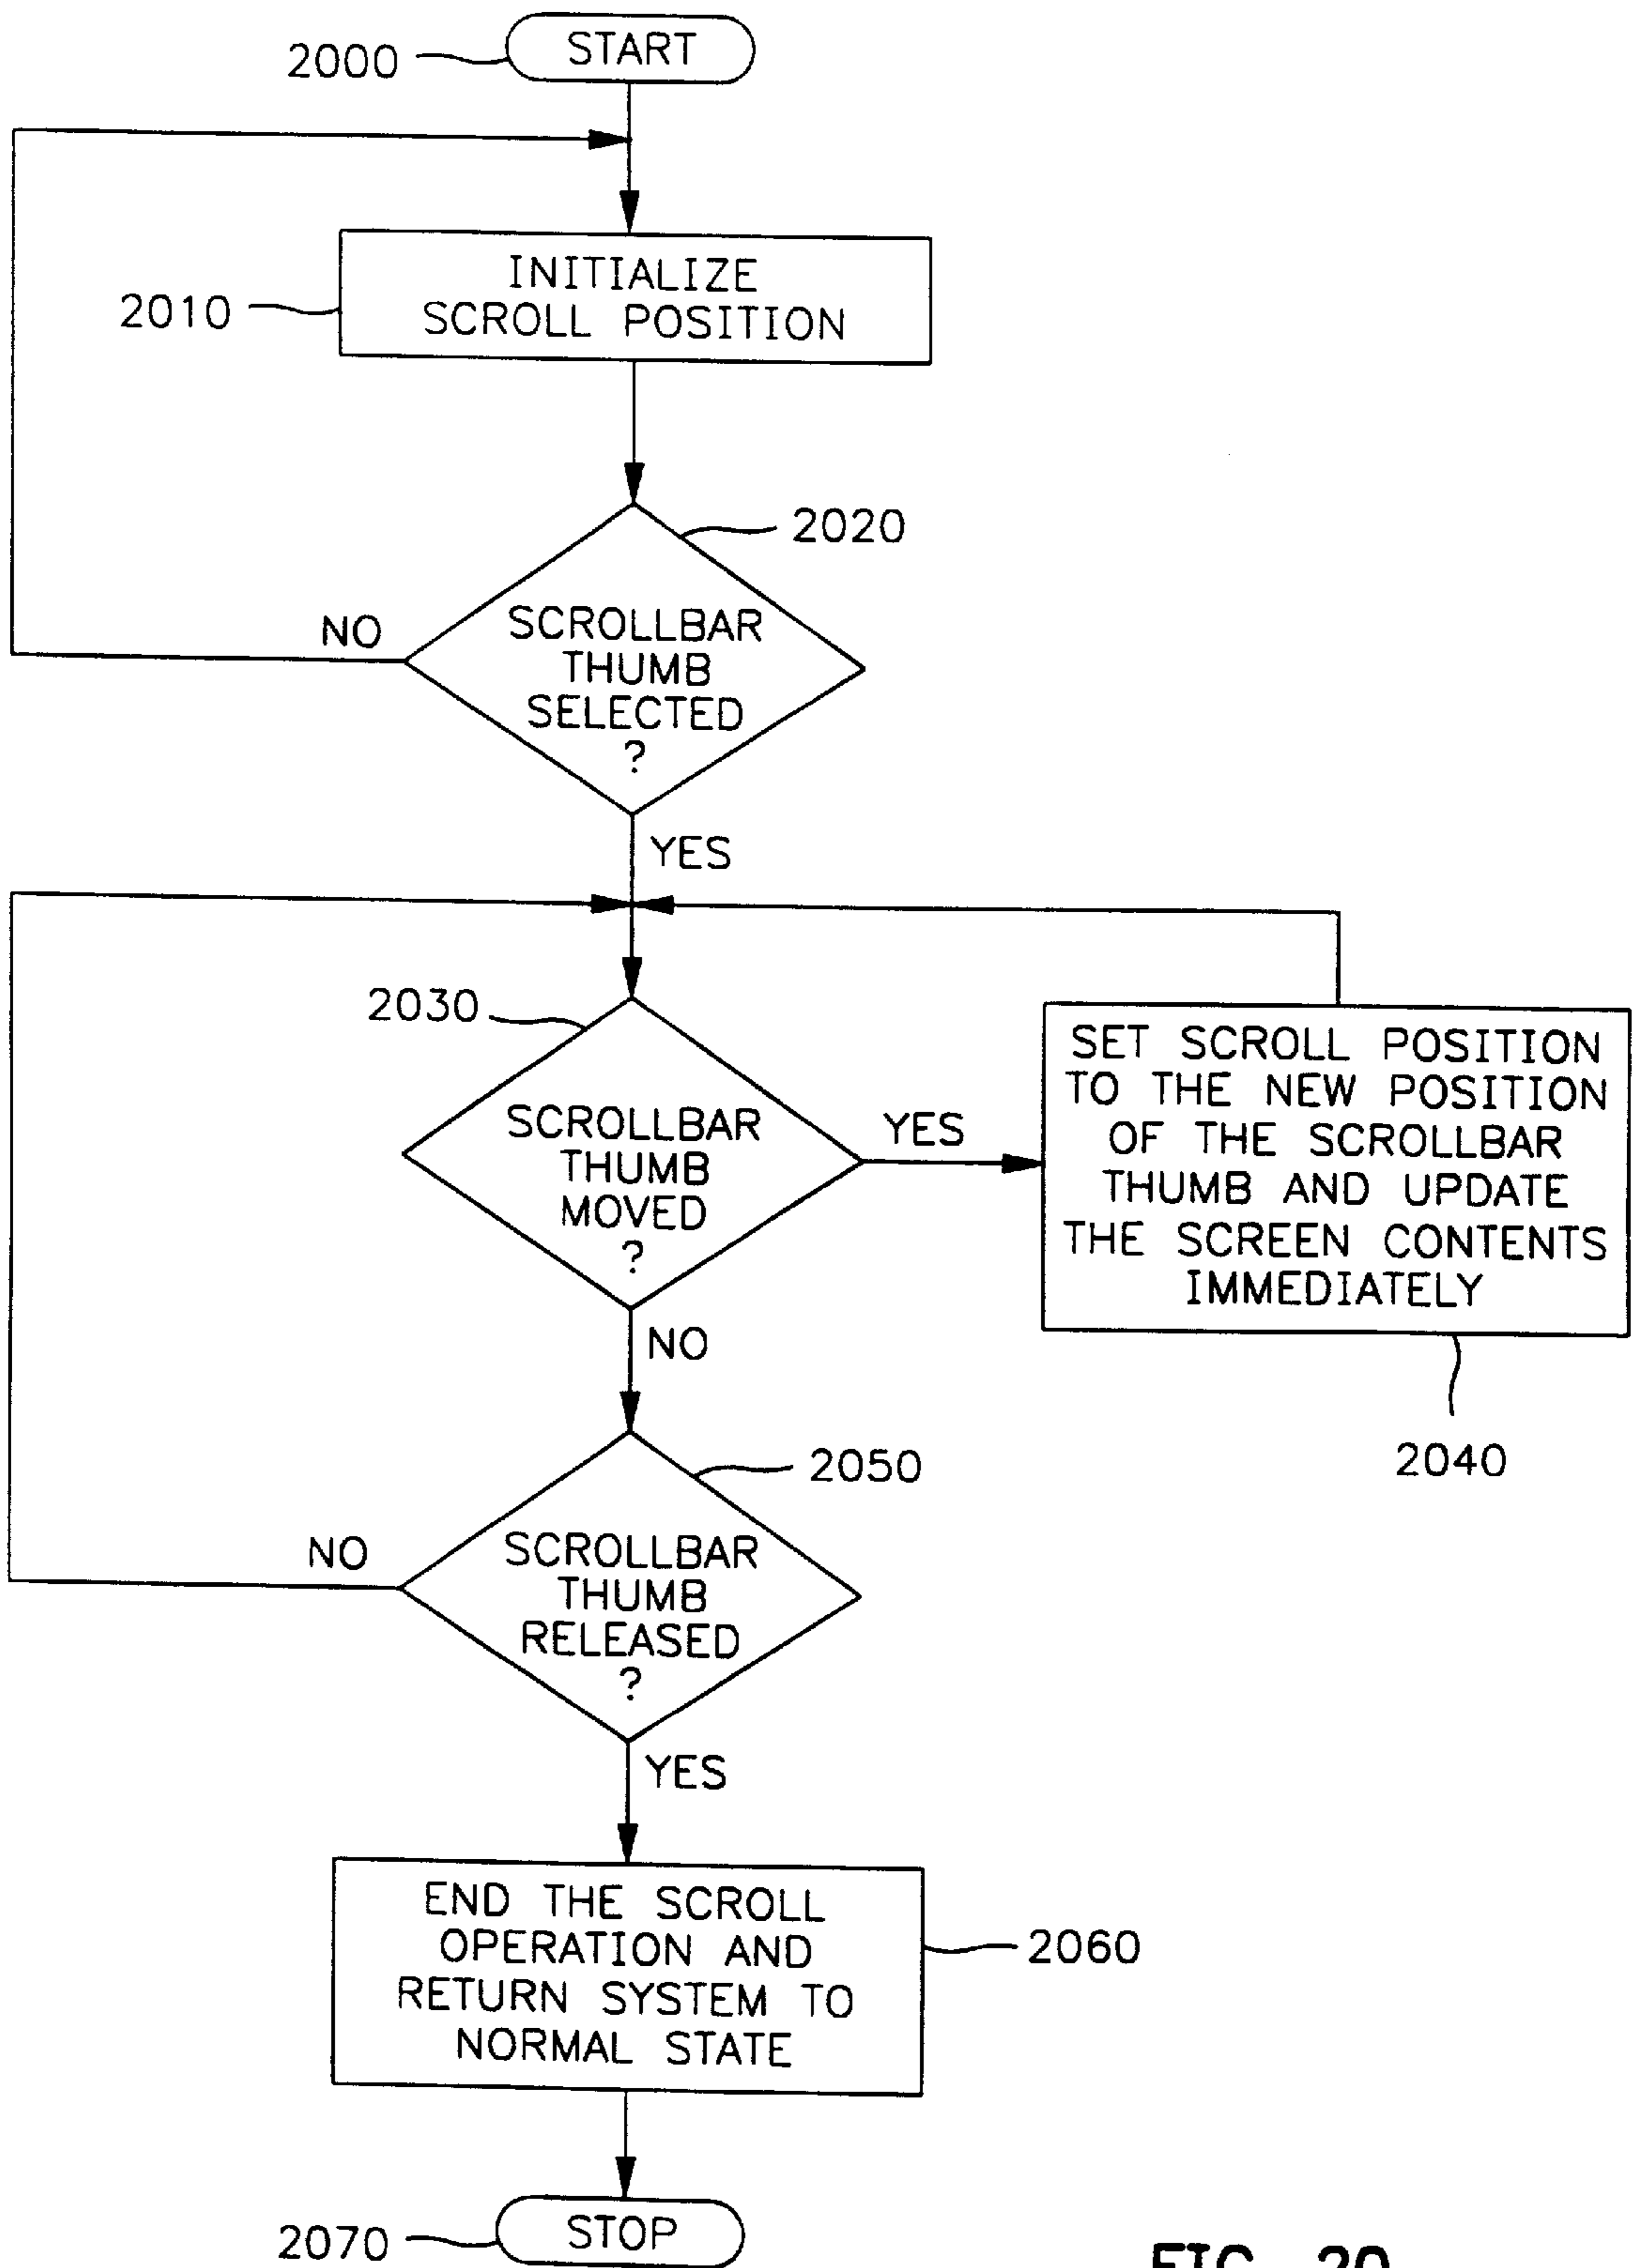 START
2000
INITIALIZE
SCROLL POSITION
2010
2020
SCROLLBAR
THUMB
SELECTED
?
NO
YES
2030
SCROLLBAR
THUMB
MOVED
?
YES
SET SCROLL POSITION
TO THE NEW POSITION
OF THE SCROLLBAR
THUMB AND UPDATE
THE SCREEN CONTENTS
IMMEDIATELY
2040
NO
2050
SCROLLBAR
THUMB
RELEASED
?
NO
YES
END THE SCROLL
OPERATION AND
RETURN SYSTEM TO
NORMAL STATE
2060
STOP
2070
FIG. 20